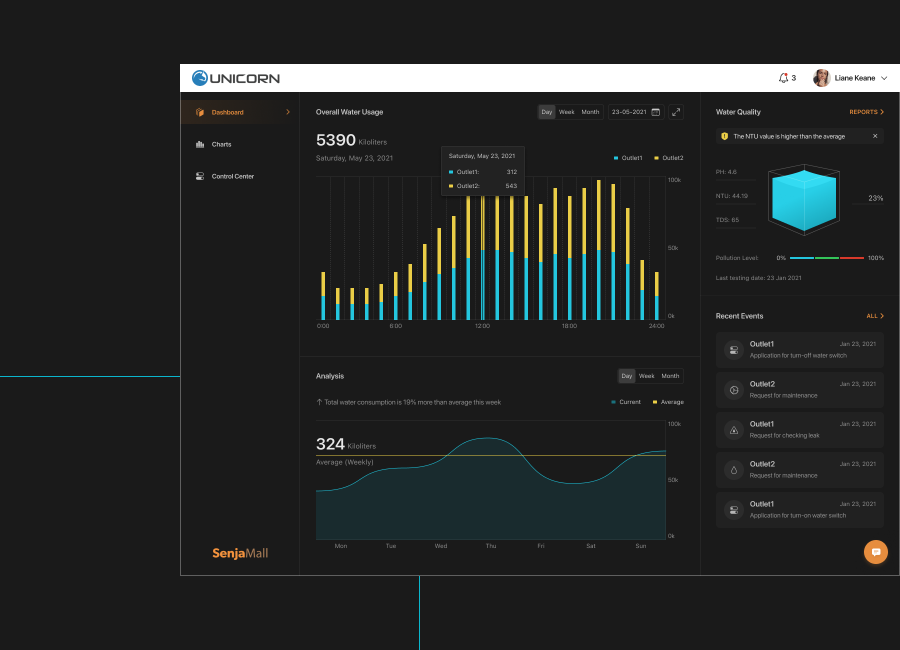 UNICORN
3
Liane Keane
Dashboard
Charts
Control Center
SenjaMall
Overall Water Usage
Day Week Month
23-05-2021
5390 Kiloliters
Saturday, May 23, 2021
Outlet1 Outlet2
Saturday, May 23, 2021
Outlet1: 312
Outlet2: 543
100k
50k
0k
0:00 8:00 12:00 18:00 24:00
Analysis
Day Week Month
Total water consumption is 19% more than average this week
Current Average
324 Kiloliters
Average (Weekly)
100k
50k
0k
Mon Tue Wed Thu Fri Sat Sun
Water Quality
REPORTS
The NTU value is higher than the average
PH: 4.6
NTU: 44.19
TDS: 65
23%
Pollution Level: 0% 100%
Last testing date: 23 Jan 2021
Recent Events
ALL
Outlet1 Jan 23, 2021
Application for turn-off water switch
Outlet2 Jan 23, 2021
Request for maintenance
Outlet1 Jan 23, 2021
Request for checking leak
Outlet2 Jan 23, 2021
Request for maintenance
Outlet1 Jan 23, 2021
Application for turn-on water switch